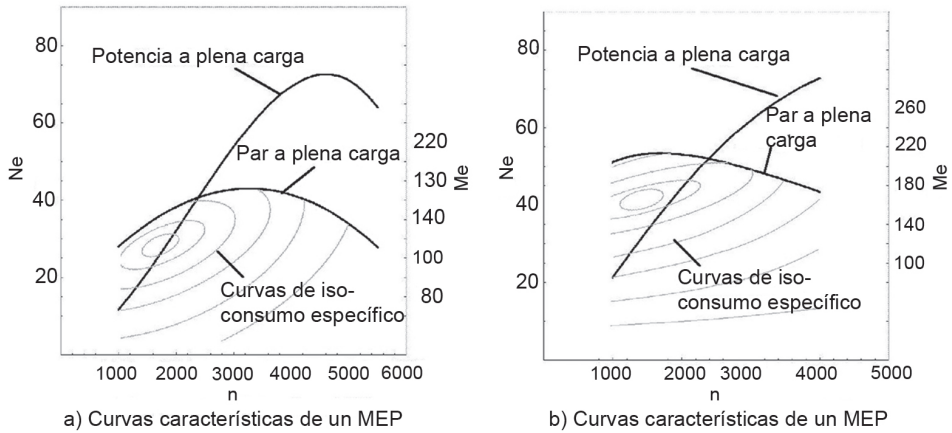 a)
80
60
40
20
Ne
Potencia a plena carga
Par a plena carga
Curvas de iso-
consumo específico
220
130
140
100
80
Me
1000 2000 3000 4000 5000 6000
n
a) Curvas características de un MEP
b)
80
60
40
20
Ne
Potencia a plena carga
Par a plena
carga
Curvas de iso-
consumo específico
260
200
180
160
140
100
Me
1000 2000 3000 4000 5000
n
b) Curvas características de un MEP